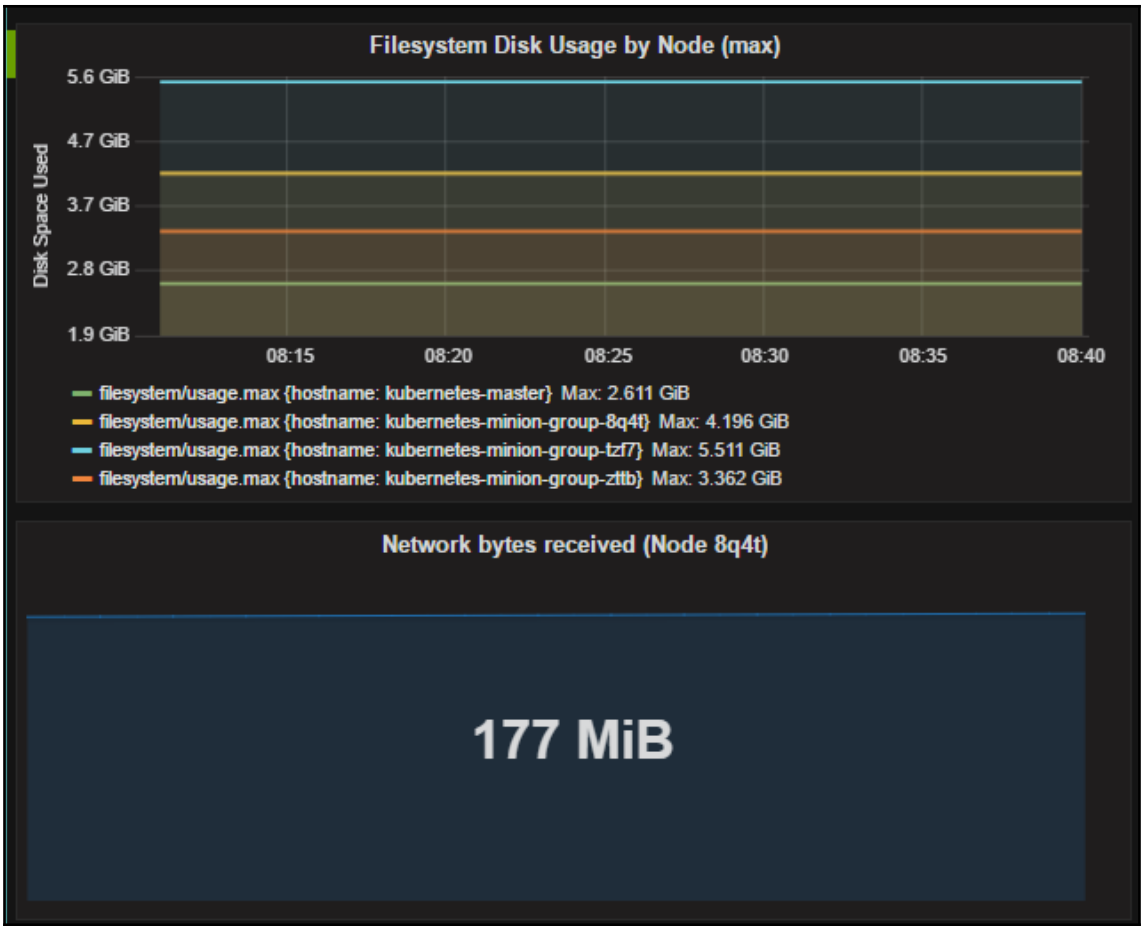 Filesystem Disk Usage by Node (max)
Disk Space Used
5.6 GiB
4.7 GiB
3.7 GiB
2.8 GiB
1.9 GiB
08:15 08:20 08:25 08:30 08:35 08:40
filesystem/usage.max {hostname: kubernetes-master} Max: 2.611 GiB
filesystem/usage.max {hostname: kubernetes-minion-group-8q4t} Max: 4.196 GiB
filesystem/usage.max {hostname: kubernetes-minion-group-tzf7} Max: 5.511 GiB
filesystem/usage.max {hostname: kubernetes-minion-group-zttb} Max: 3.362 GiB
Network bytes received (Node 8q4t)
177 MiB